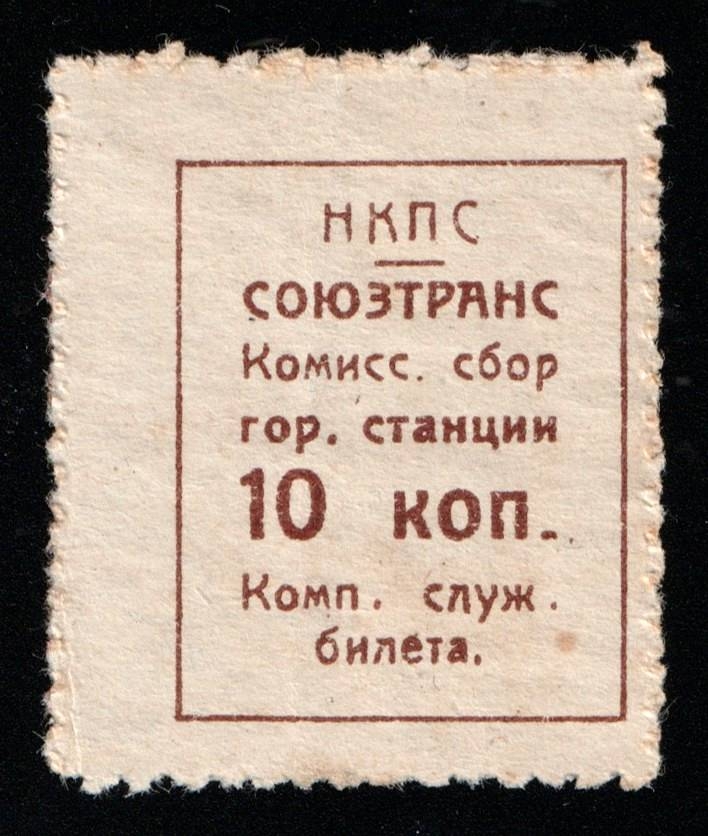 НКПС
СОЮЗТРАНС
Комисс. сбор
гор. станции
10 коп.
Комп. служ.
билета.